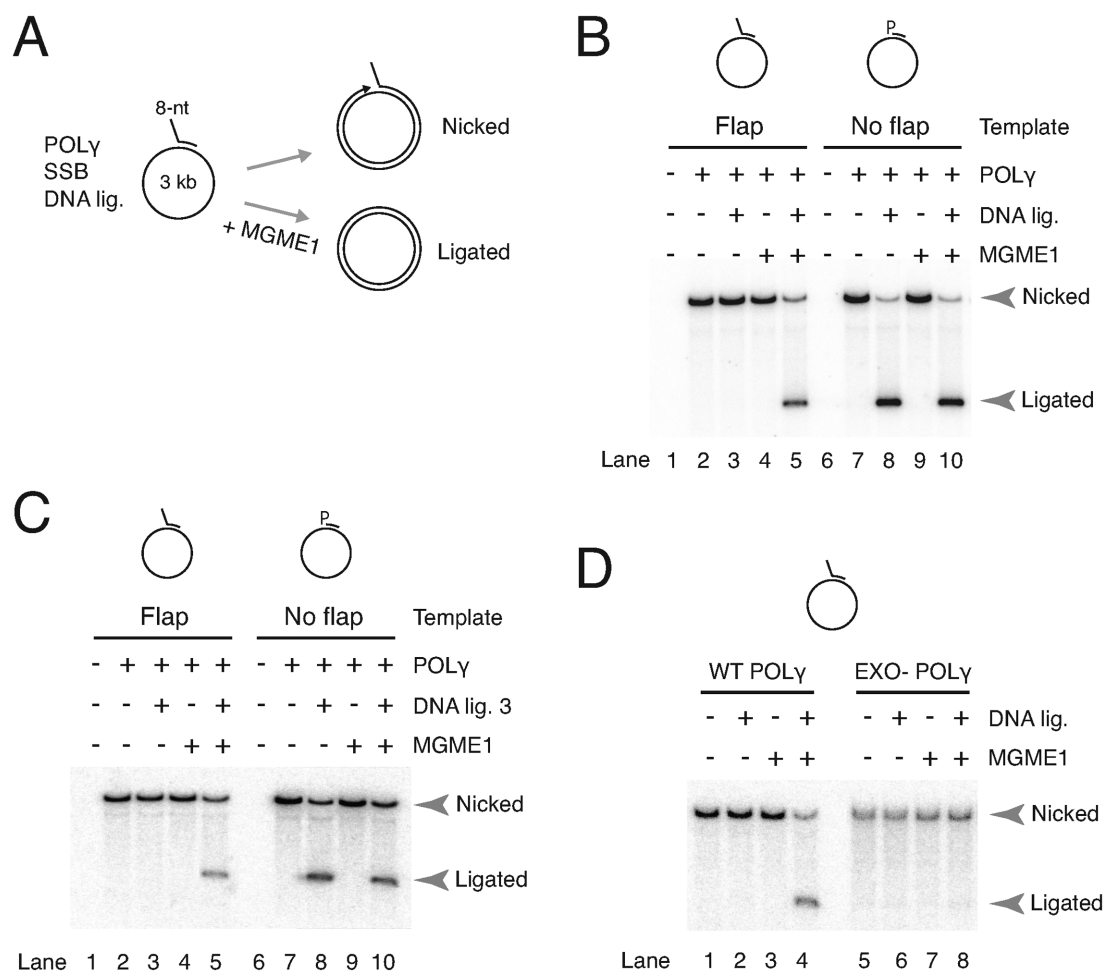 A
8-nt
POLγ
SSB
DNA lig.
3 kb
+ MGME1
Nicked
Ligated
B
P
Flap No flap Template
- + + + + - + + + + POLγ
- - + - + - - + - + DNA lig.
- - - + + - - - + + MGME1
Nicked
Ligated
Lane 1 2 3 4 5 6 7 8 9 10
C
P
Flap No flap Template
- + + + + - + + + + POLγ
- - + - + - - + - + DNA lig. 3
- - - + + - - - + + MGME1
Nicked
Ligated
Lane 1 2 3 4 5 6 7 8 9 10
D
WT POLγ EXO- POLγ
- + - + - + - + DNA lig.
- - + + - - + + MGME1
Nicked
Ligated
Lane 1 2 3 4 5 6 7 8